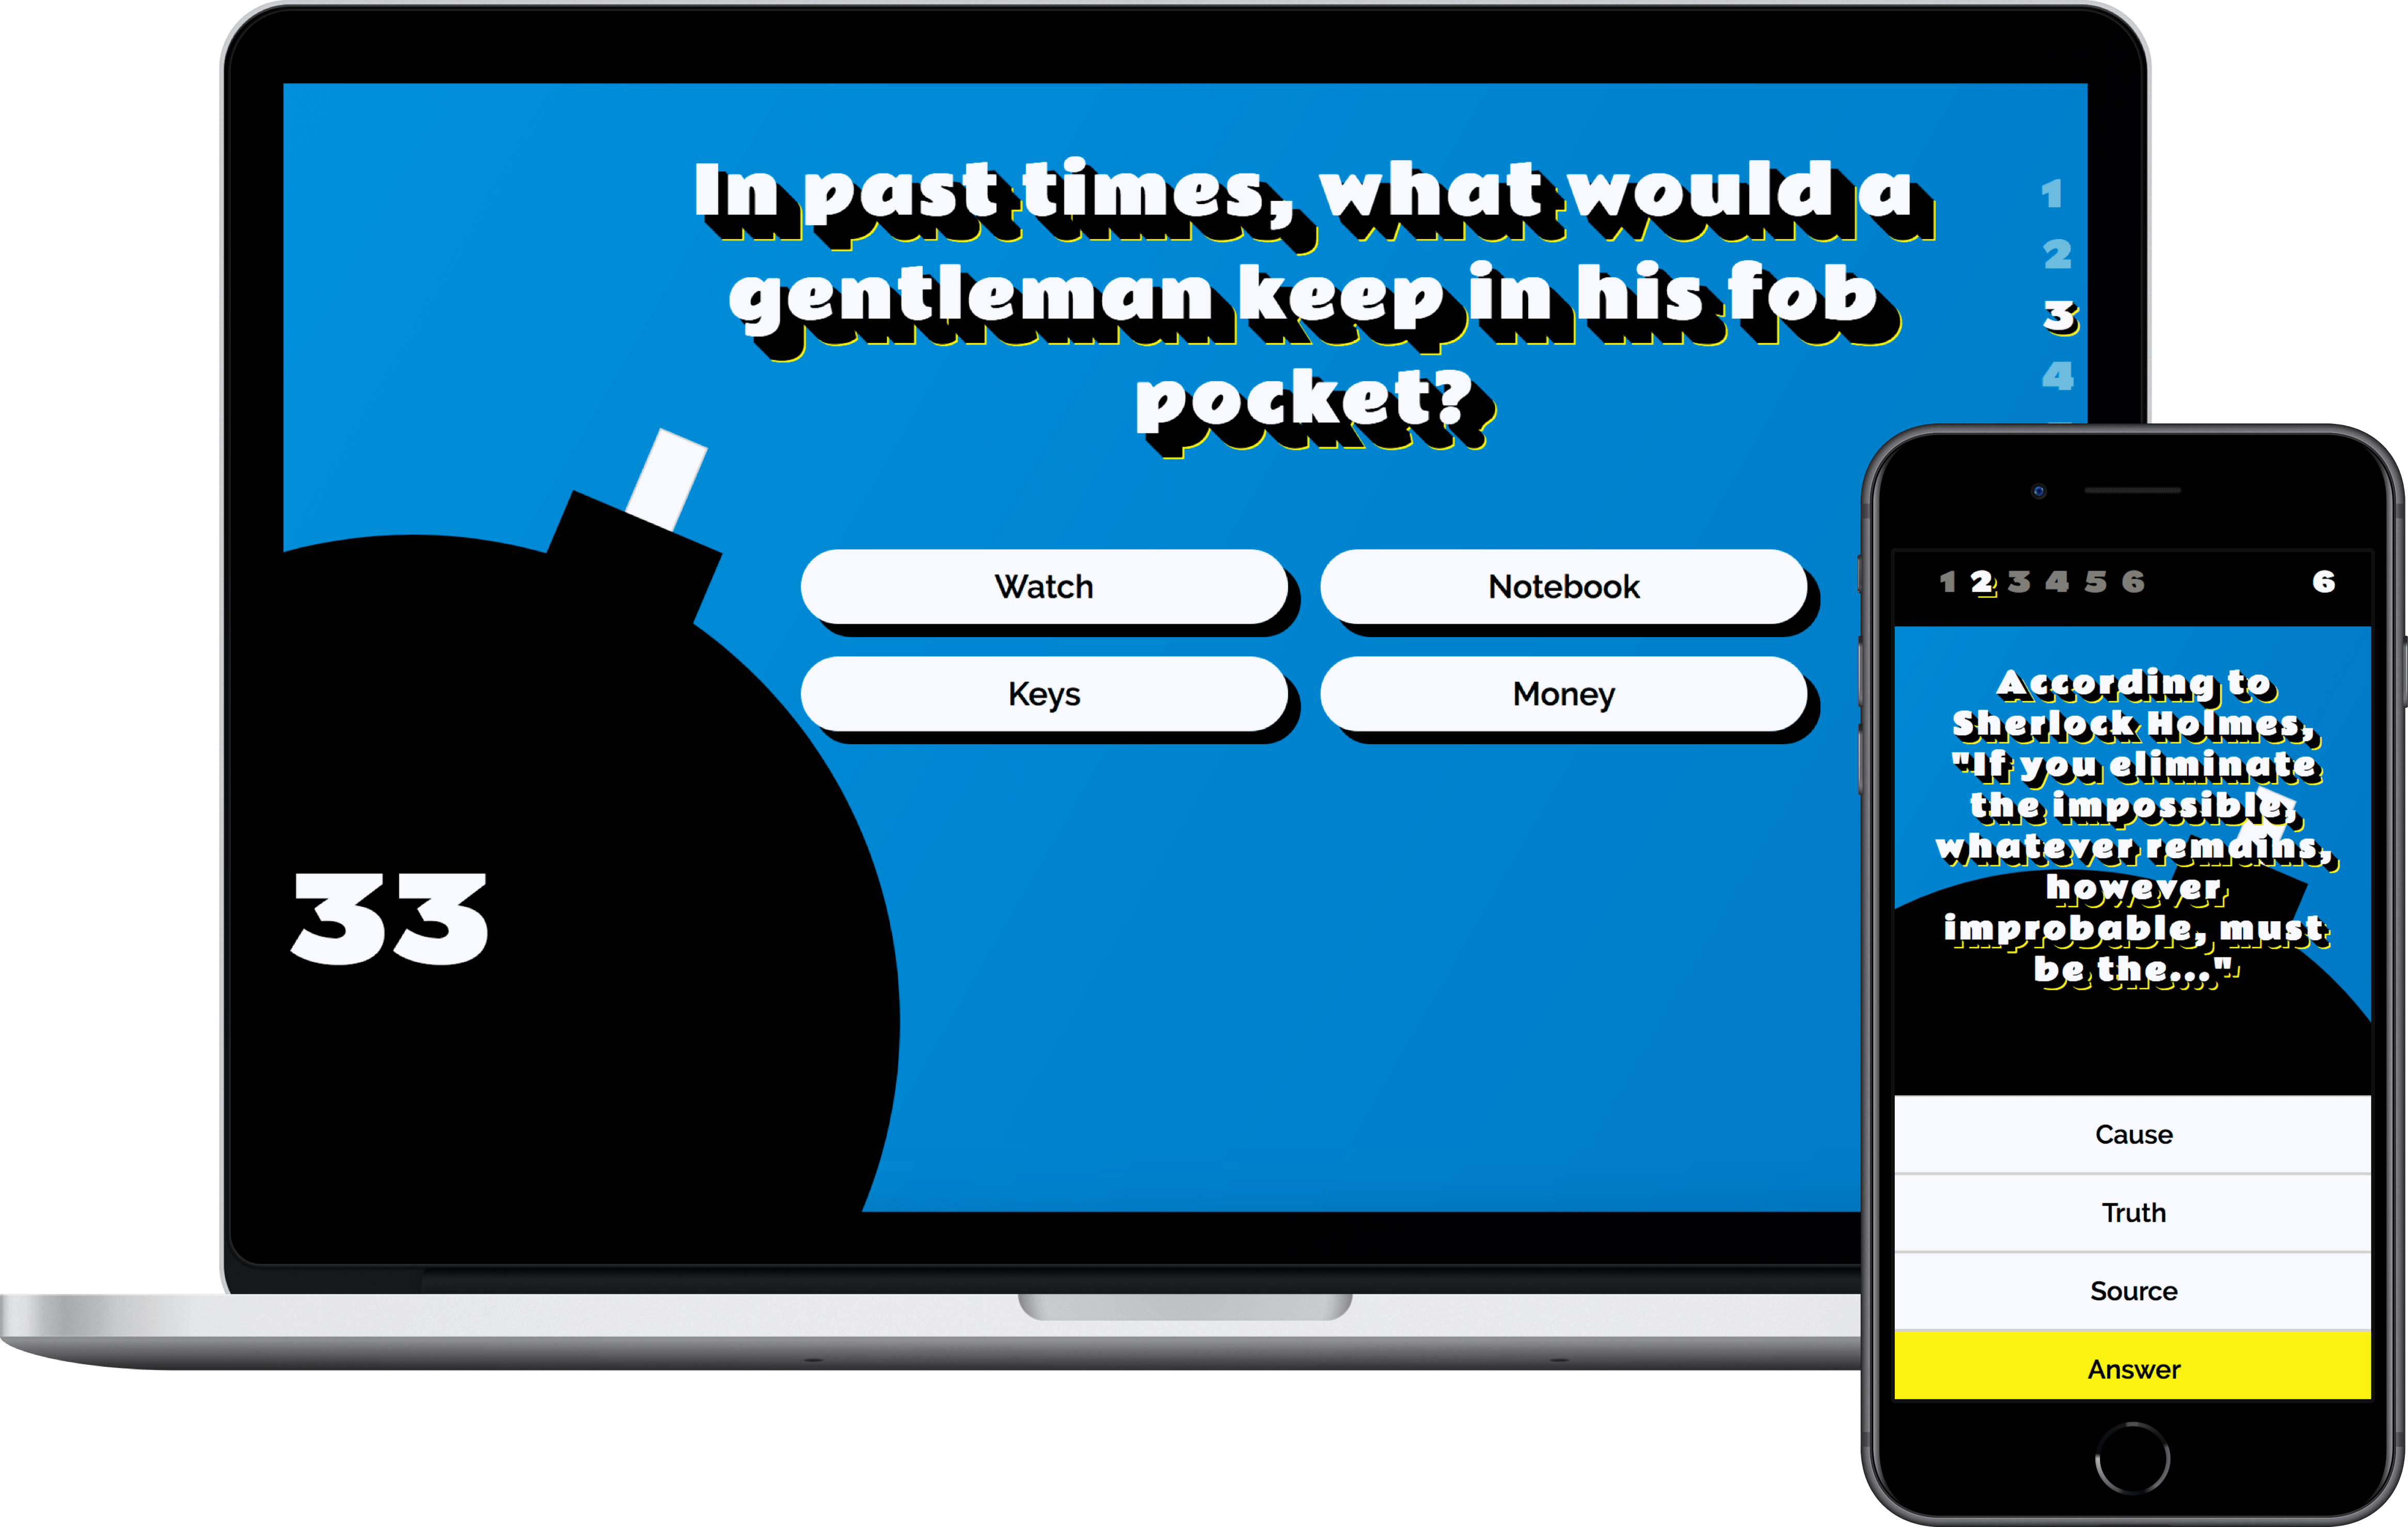 In past times, what would a
gentleman keep in his fob
pocket?
1
2
3
4
Watch
Notebook
Keys
Money
33
1 2 3 4 5 6
6
According to
Sherlock Holmes,
"If you eliminate
the impossible,
whatever remains,
however
improbable, must
be the..."
Cause
Truth
Source
Answer